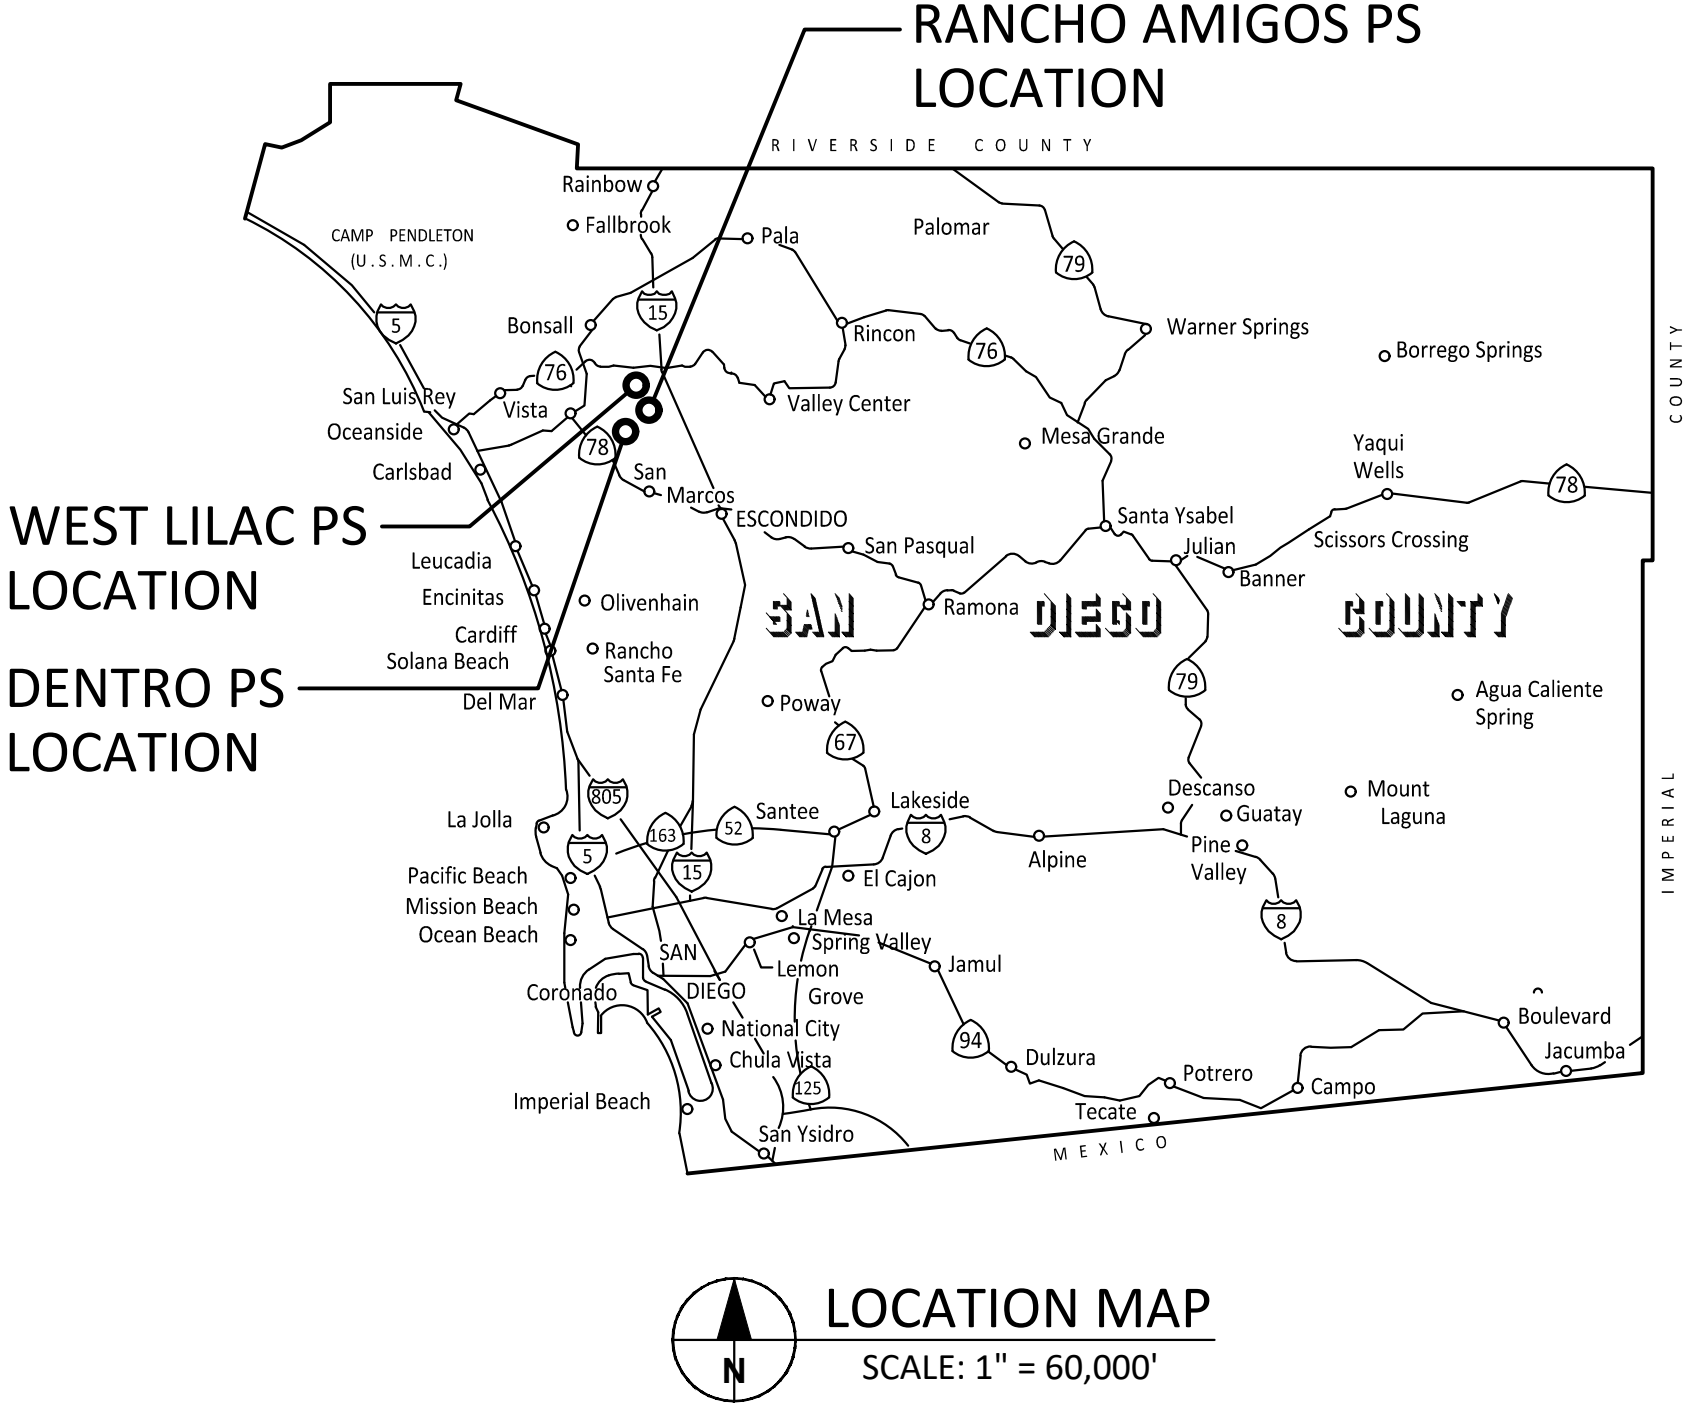 RANCHO AMIGOS PS
LOCATION
RIVERSIDE COUNTY
Rainbow
Fallbrook
CAMP PENDLETON
(U.S.M.C.)
Pala
Palomar
79
5
15
Bonsall
Rincon
76
Warner Springs
Borrego Springs
COUNTY
76
San Luis Rey
Vista
Valley Center
Oceanside
78
Mesa Grande
Yaqui
Wells
Carlsbad
San
Marcos
78
WEST LILAC PS
LOCATION
ESCONDIDO
Santa Ysabel
San Pasqual
Julian
Scissors Crossing
Leucadia
Banner
Encinitas
Olivenhain
Ramona
SAN DIEGO COUNTY
Cardiff
Solana Beach
Rancho
Santa Fe
DENTRO PS
LOCATION
Del Mar
Poway
79
Agua Caliente
Spring
67
805
Descanso
Mount
Laguna
IMPERIAL
La Jolla
163
52
Santee
Lakeside
8
Guatay
5
15
Alpine
Pine
Valley
Pacific Beach
El Cajon
Mission Beach
La Mesa
8
Ocean Beach
SAN
DIEGO
Spring Valley
Lemon
Grove
Jamul
Coronado
National City
94
Boulevard
Chula Vista
Dulzura
Jacumba
125
Potrero
Campo
Imperial Beach
Tecate
San Ysidro
MEXICO
N
LOCATION MAP
SCALE: 1" = 60,000'